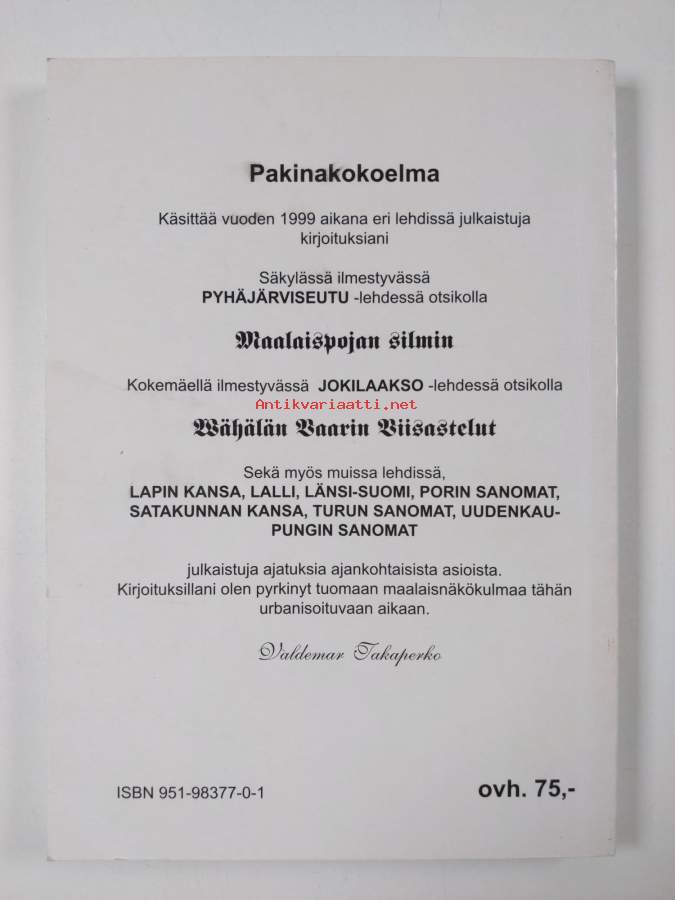 Pakinakokoelma
Käsittää vuoden 1999 aikana eri lehdissä julkaistuja
kirjoituksiani
Säkylässä ilmestyvässä
PYHÄJÄRVISEUTU -lehdessä otsikolla
Maalaispojan silmin
Kokemäellä ilmestyvässä JOKILAAKSO -lehdessä otsikolla
Antikvariaatti.net
Wähälän Vaarin Viisastelut
Sekä myös muissa lehdissä,
LAPIN KANSA, LALLI, LÄNSI-SUOMI, PORIN SANOMAT,
SATAKUNNAN KANSA, TURUN SANOMAT, UUDENKAU-
PUNGIN SANOMAT
julkaistuja ajatuksia ajankohtaisista asioista.
Kirjoituksillani olen pyrkinyt tuomaan maalaisnäkökulmaa tähän
urbanisoituvaan aikaan.
Valdemar Takaperko
ISBN 951-98377-0-1
ovh. 75,-